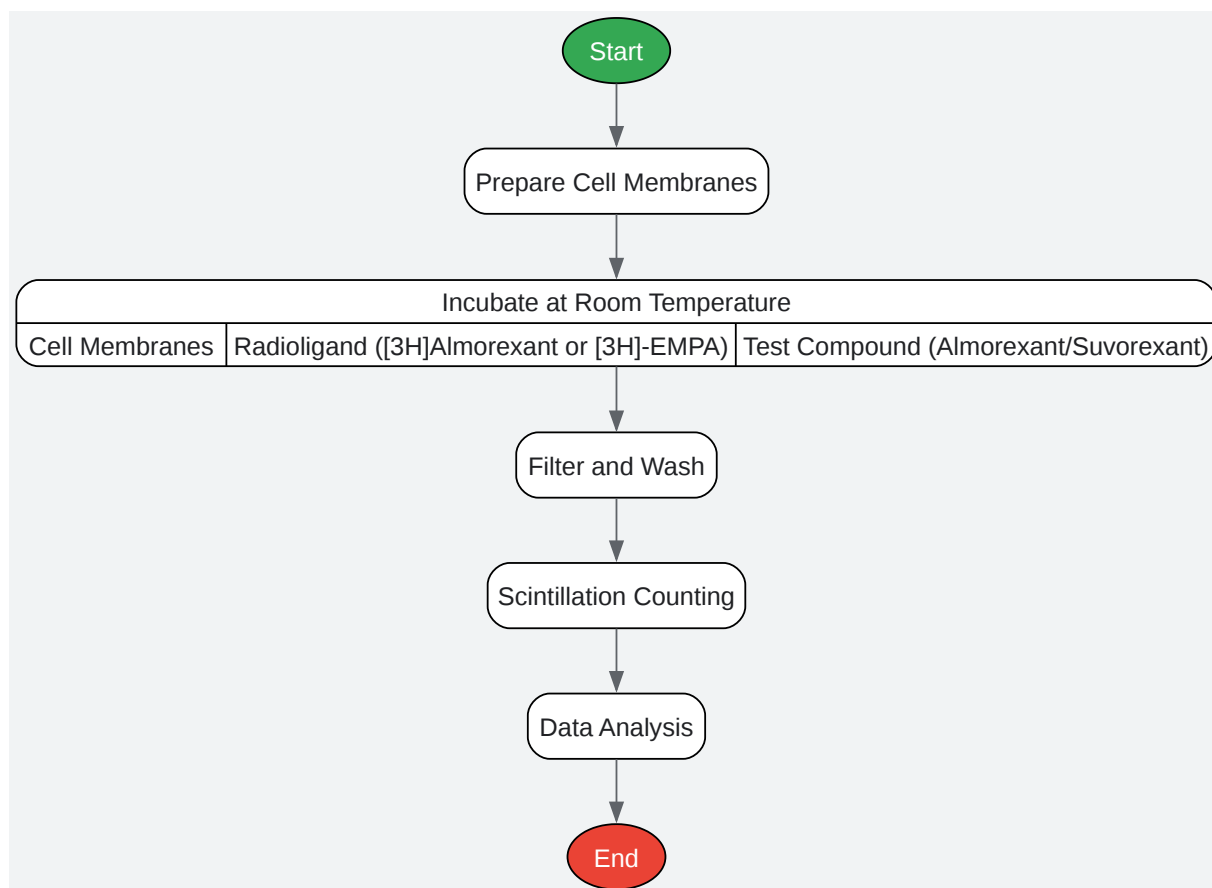 Start
Prepare Cell Membranes
Incubate at Room Temperature
Cell Membranes
Radioligand ([3H]Almorexant or [3H]-EMPA)
Test Compound (Almorexant/Suvorexant)
Filter and Wash
Scintillation Counting
Data Analysis
End